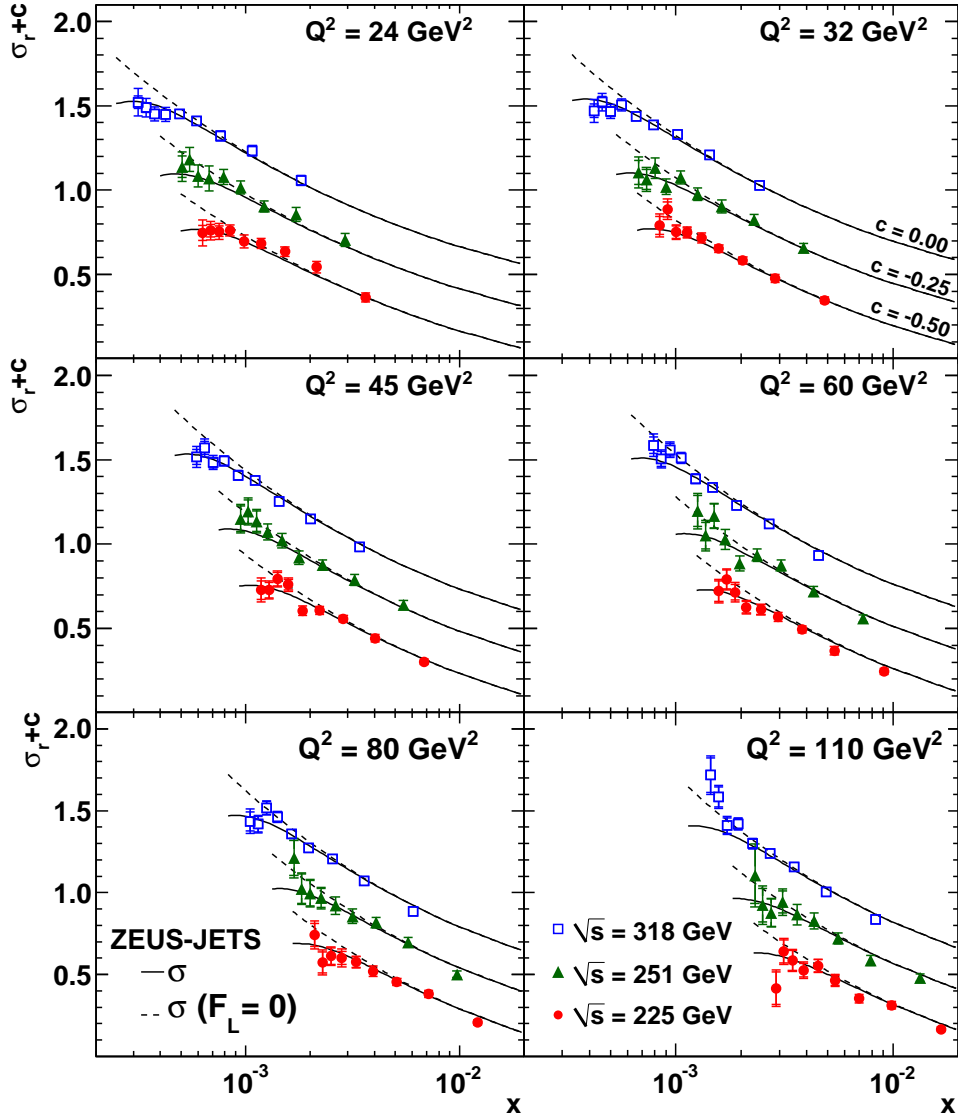 σr+c
2.0
1.5
1.0
0.5
Q² = 24 GeV²
Q² = 32 GeV²
c = 0.00
c = -0.25
c = -0.50
σr+c
2.0
1.5
1.0
0.5
Q² = 45 GeV²
Q² = 60 GeV²
σr+c
2.0
1.5
1.0
0.5
Q² = 80 GeV²
ZEUS-JETS
σ
σ (F_L = 0)
Q² = 110 GeV²
√s = 318 GeV
√s = 251 GeV
√s = 225 GeV
10⁻³
10⁻²
x
10⁻³
10⁻²
x